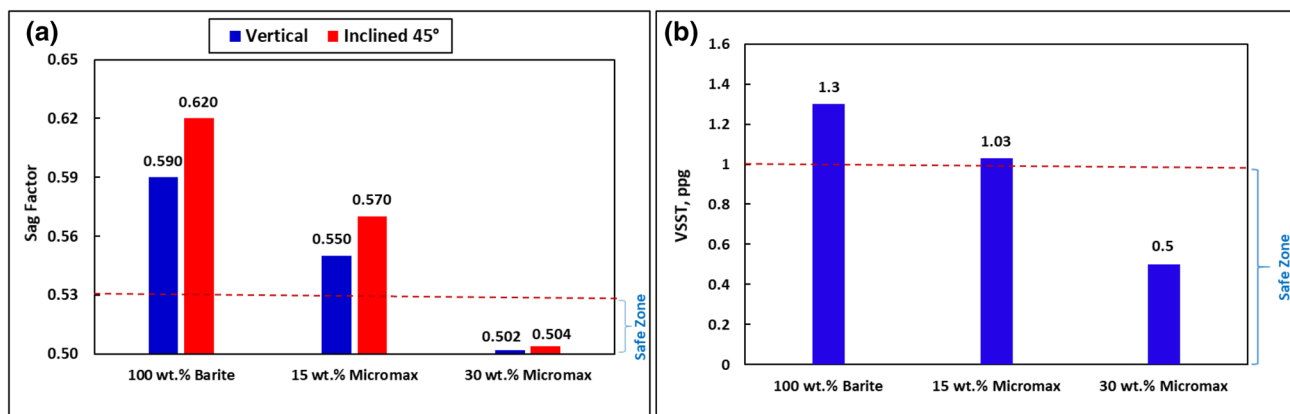 (a)
Vertical Inclined 45°
Sag Factor
0.65
0.62
0.59
0.56
0.53
0.50
0.590
0.620
0.550
0.570
0.502
0.504
Safe Zone
100 wt.% Barite 15 wt.% Micromax 30 wt.% Micromax
(b)
VSST, ppg
1.6
1.4
1.2
1
0.8
0.6
0.4
0.2
0
1.3
1.03
0.5
Safe Zone
100 wt.% Barite 15 wt.% Micromax 30 wt.% Micromax